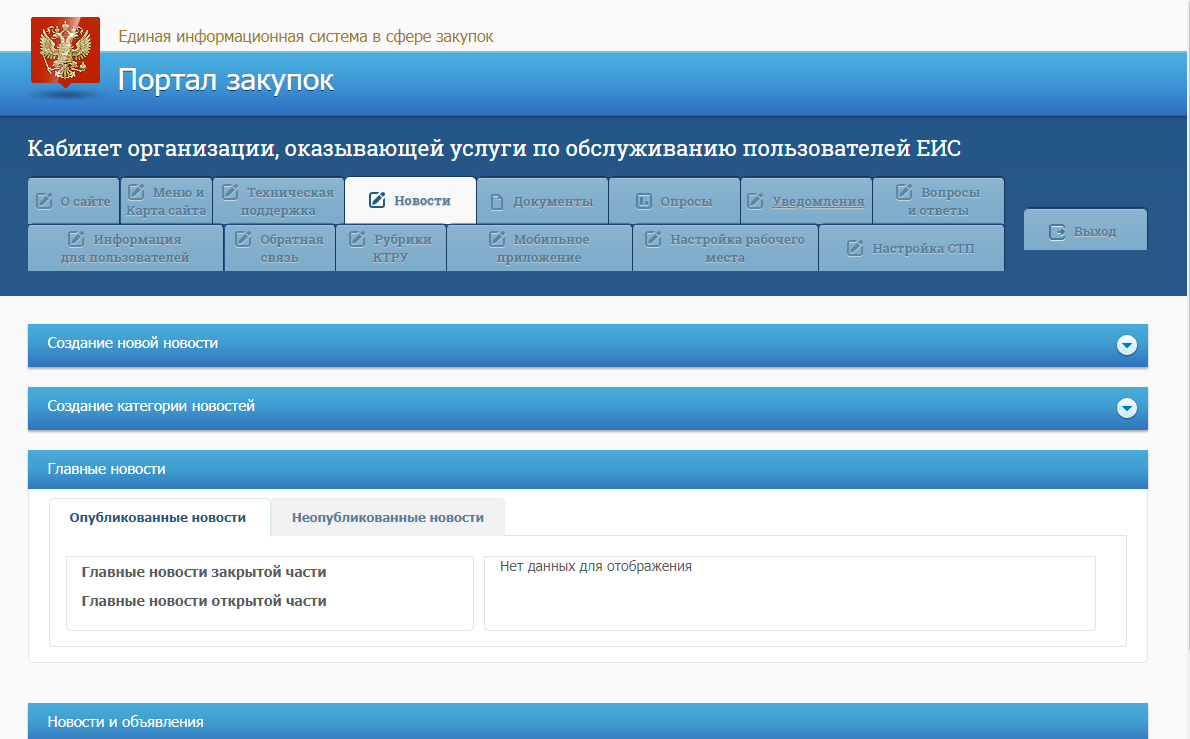 Единая информационная система в сфере закупок
Портал закупок
Кабинет организации, оказывающей услуги по обслуживанию пользователей ЕИС
О сайте
Меню и
Карта сайта
Техническая
поддержка
Новости
Документы
Опросы
Уведомления
Вопросы
и ответы
Выход
Информация
для пользователей
Обратная
связь
Рубрики
КТРУ
Мобильное
приложение
Настройка рабочего
места
Настройка СТП
Создание новой новости
Создание категории новостей
Главные новости
Опубликованные новости
Неопубликованные новости
Главные новости закрытой части
Главные новости открытой части
Нет данных для отображения
Новости и объявления